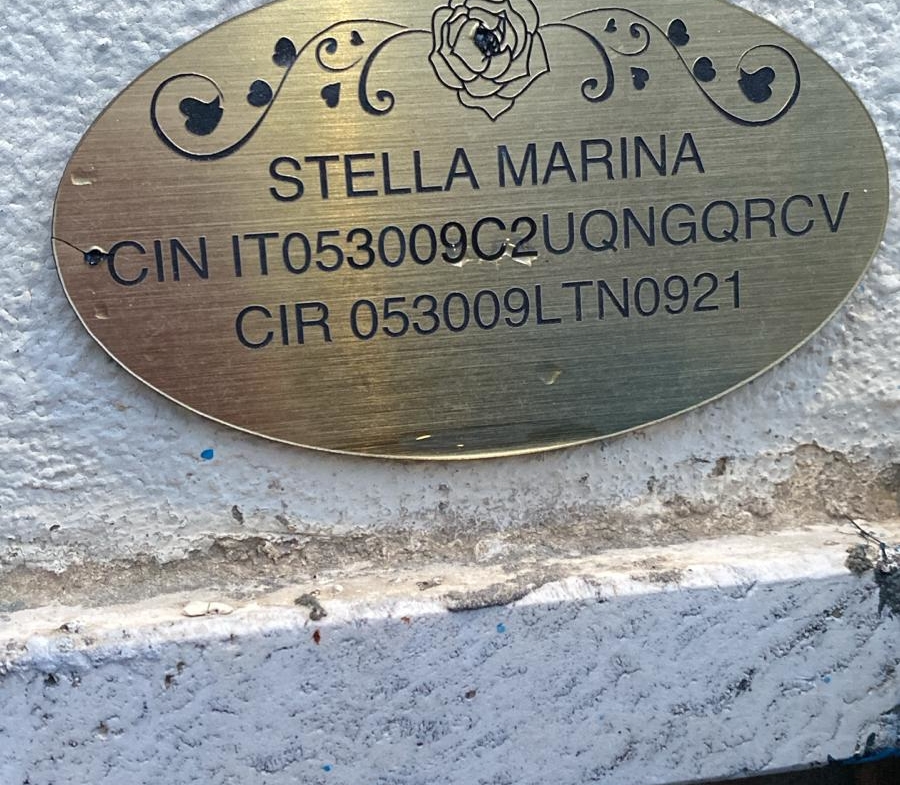 STELLA MARINA
CIN IT053009C2UQNGQRCV
CIR 053009LTN0921